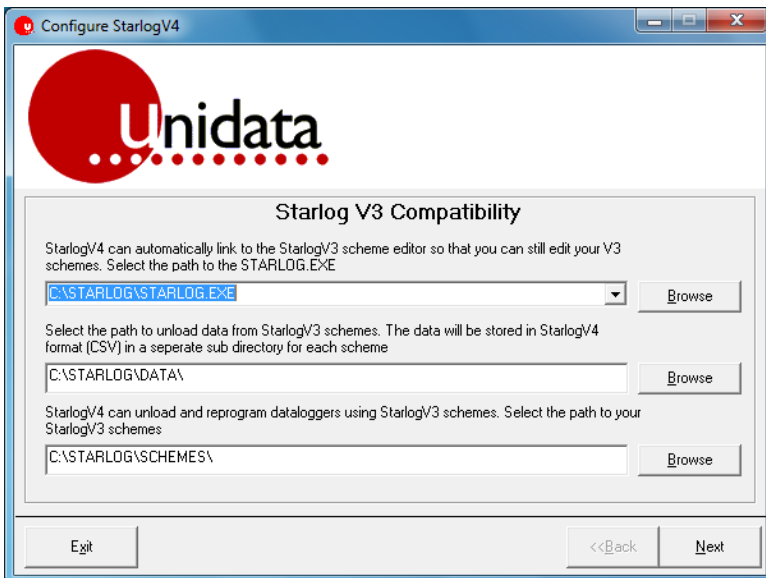 Configure StarlogV4
Unidata
Starlog V3 Compatibility
StarlogV4 can automatically link to the StarlogV3 scheme editor so that you can still edit your V3
schemes. Select the path to the STARLOG.EXE
C:\STARLOG\STARLOG.EXE
Browse
Select the path to unload data from StarlogV3 schemes. The data will be stored in StarlogV4
format (CSV) in a seperate sub directory for each scheme
C:\STARLOG\DATA\
Browse
StarlogV4 can unload and reprogram dataloggers using StarlogV3 schemes. Select the path to your
StarlogV3 schemes
C:\STARLOG\SCHEMES\
Browse
Exit
<<Back
Next